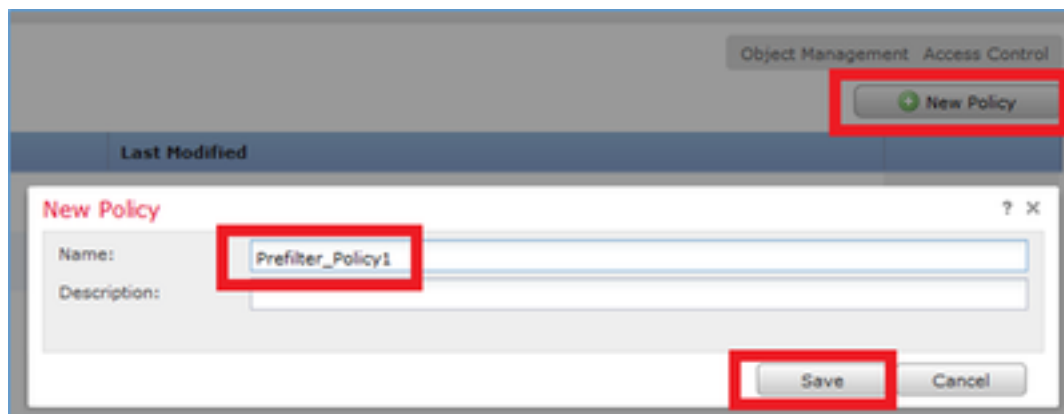 Object Management Access Control
New Policy
Last Modified
New Policy ? ×
Name: Prefilter_Policy1
Description:
Save Cancel